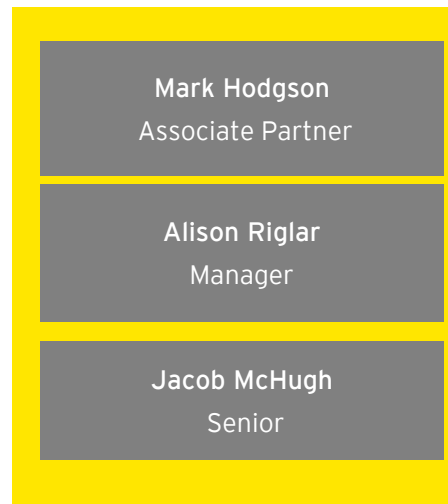 Mark Hodgson
Associate Partner
Alison Riglar
Manager
Jacob McHugh
Senior